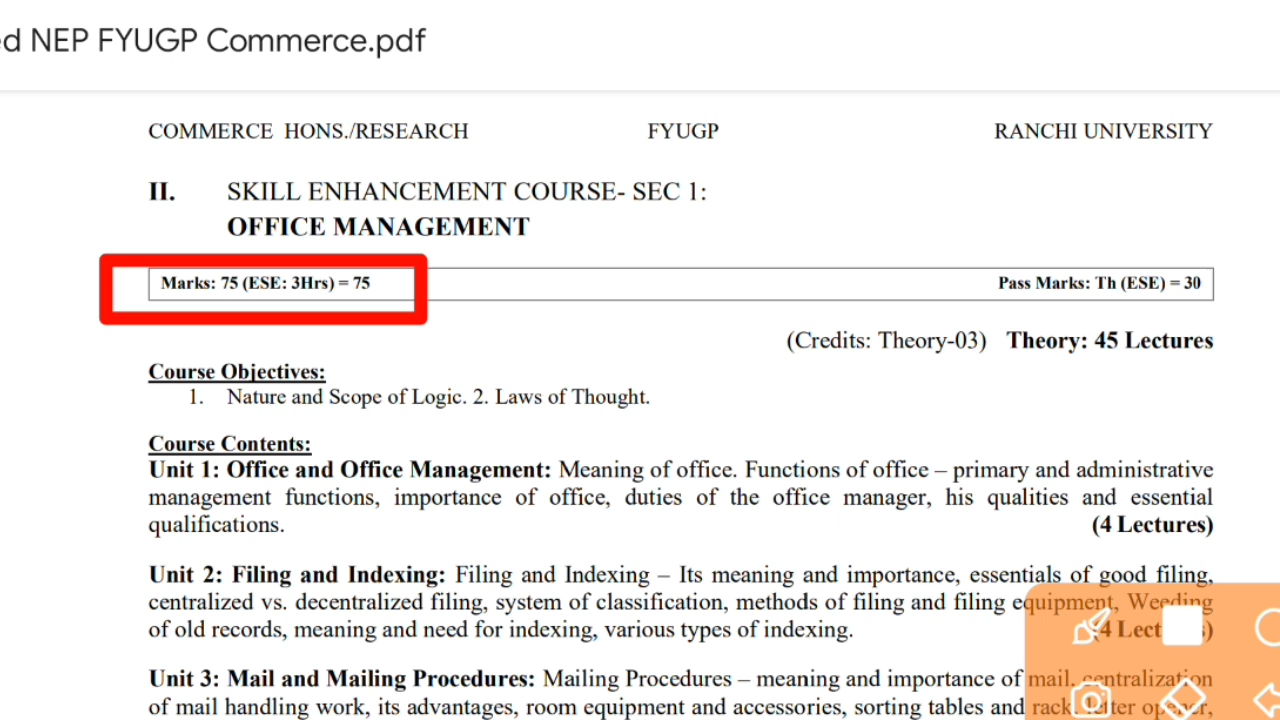 d NEP FYUGP Commerce.pdf
COMMERCE HONS./RESEARCH FYUGP RANCHI UNIVERSITY
II. SKILL ENHANCEMENT COURSE- SEC 1:
OFFICE MANAGEMENT
Marks: 75 (ESE: 3Hrs) = 75 Pass Marks: Th (ESE) = 30
(Credits: Theory-03) Theory: 45 Lectures
Course Objectives:
1. Nature and Scope of Logic. 2. Laws of Thought.
Course Contents:
Unit 1: Office and Office Management: Meaning of office. Functions of office – primary and administrative
management functions, importance of office, duties of the office manager, his qualities and essential
qualifications. (4 Lectures)
Unit 2: Filing and Indexing: Filing and Indexing – Its meaning and importance, essentials of good filing,
centralized vs. decentralized filing, system of classification, methods of filing and filing equipment, Weeding
of old records, meaning and need for indexing, various types of indexing. (4 Lect )
Unit 3: Mail and Mailing Procedures: Mailing Procedures – meaning and importance of mail, centralization
of mail handling work, its advantages, room equipment and accessories, sorting tables and rack, letter opener,